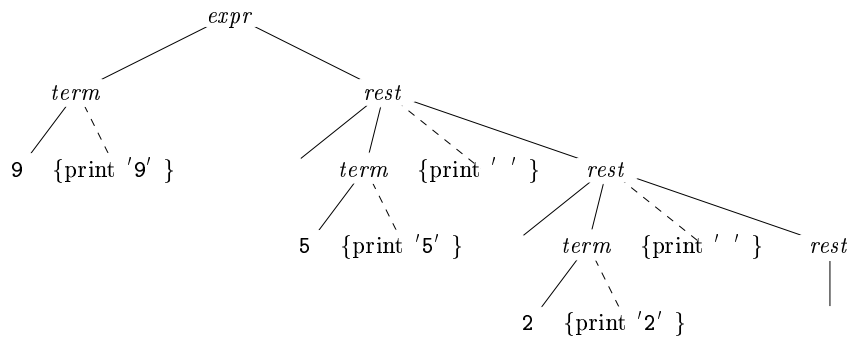 expr
term rest
9 {print '9' } term {print ' ' } rest
5 {print '5' } term {print ' ' } rest
2 {print '2' }